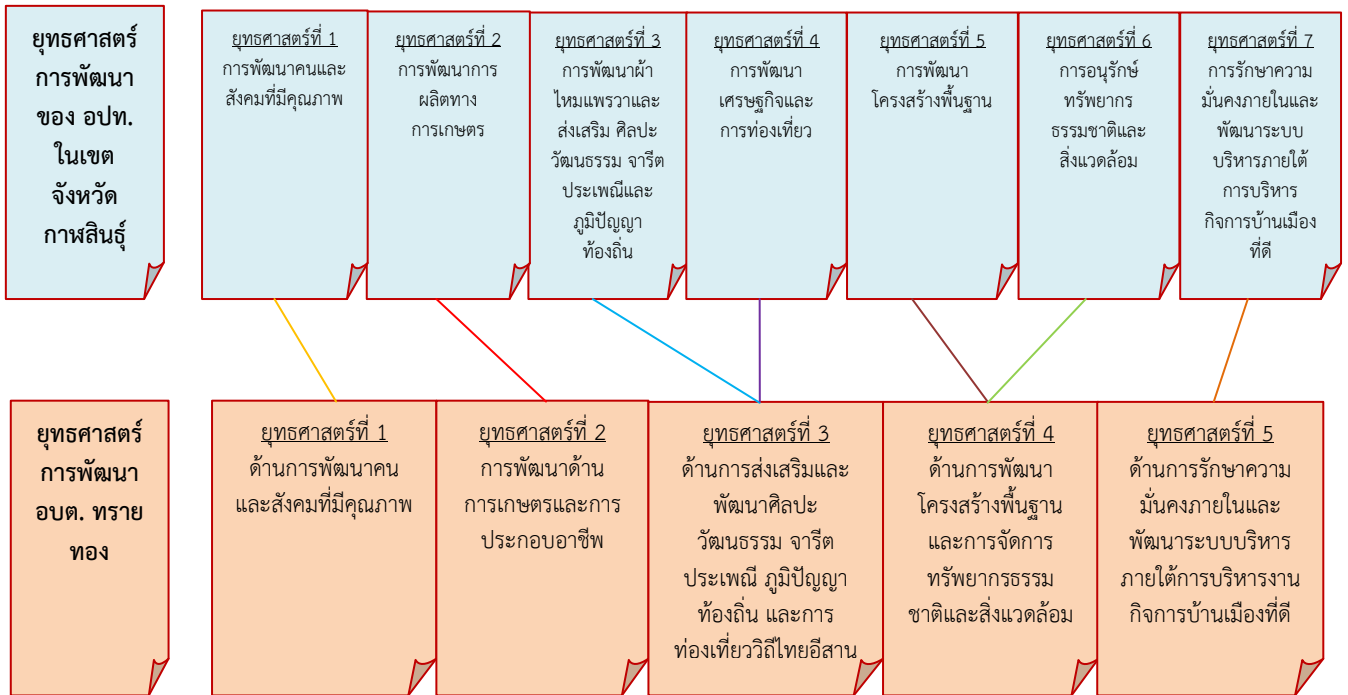 ยุทธศาสตร์
การพัฒนา
ของ อปท.
ในเขต
จังหวัด
กาฬสินธุ์
ยุทธศาสตร์ที่ 1
การพัฒนาคนและ
สังคมที่มีคุณภาพ
ยุทธศาสตร์ที่ 2
การพัฒนาการ
ผลิตทาง
การเกษตร
ยุทธศาสตร์ที่ 3
การพัฒนาผ้า
ไหมแพรวาและ
ส่งเสริม ศิลปะ
วัฒนธรรม จารีต
ประเพณีและ
ภูมิปัญญา
ท้องถิ่น
ยุทธศาสตร์ที่ 4
การพัฒนา
เศรษฐกิจและ
การท่องเที่ยว
ยุทธศาสตร์ที่ 5
การพัฒนา
โครงสร้างพื้นฐาน
ยุทธศาสตร์ที่ 6
การอนุรักษ์
ทรัพยากร
ธรรมชาติและ
สิ่งแวดล้อม
ยุทธศาสตร์ที่ 7
การรักษาความ
มั่นคงภายในและ
พัฒนาระบบ
บริหารภายใต้
การบริหาร
กิจการบ้านเมือง
ที่ดี
ยุทธศาสตร์
การพัฒนา
อบต. ทราย
ทอง
ยุทธศาสตร์ที่ 1
ด้านการพัฒนาคน
และสังคมที่มีคุณภาพ
ยุทธศาสตร์ที่ 2
การพัฒนาด้าน
การเกษตรและการ
ประกอบอาชีพ
ยุทธศาสตร์ที่ 3
ด้านการส่งเสริมและ
พัฒนาศิลปะ
วัฒนธรรม จารีต
ประเพณี ภูมิปัญญา
ท้องถิ่น และการ
ท่องเที่ยววิถีไทยอีสาน
ยุทธศาสตร์ที่ 4
ด้านการพัฒนา
โครงสร้างพื้นฐาน
และการจัดการ
ทรัพยากรธรรม
ชาติและสิ่งแวดล้อม
ยุทธศาสตร์ที่ 5
ด้านการรักษาความ
มั่นคงภายในและ
พัฒนาระบบบริหาร
ภายใต้การบริหารงาน
กิจการบ้านเมืองที่ดี